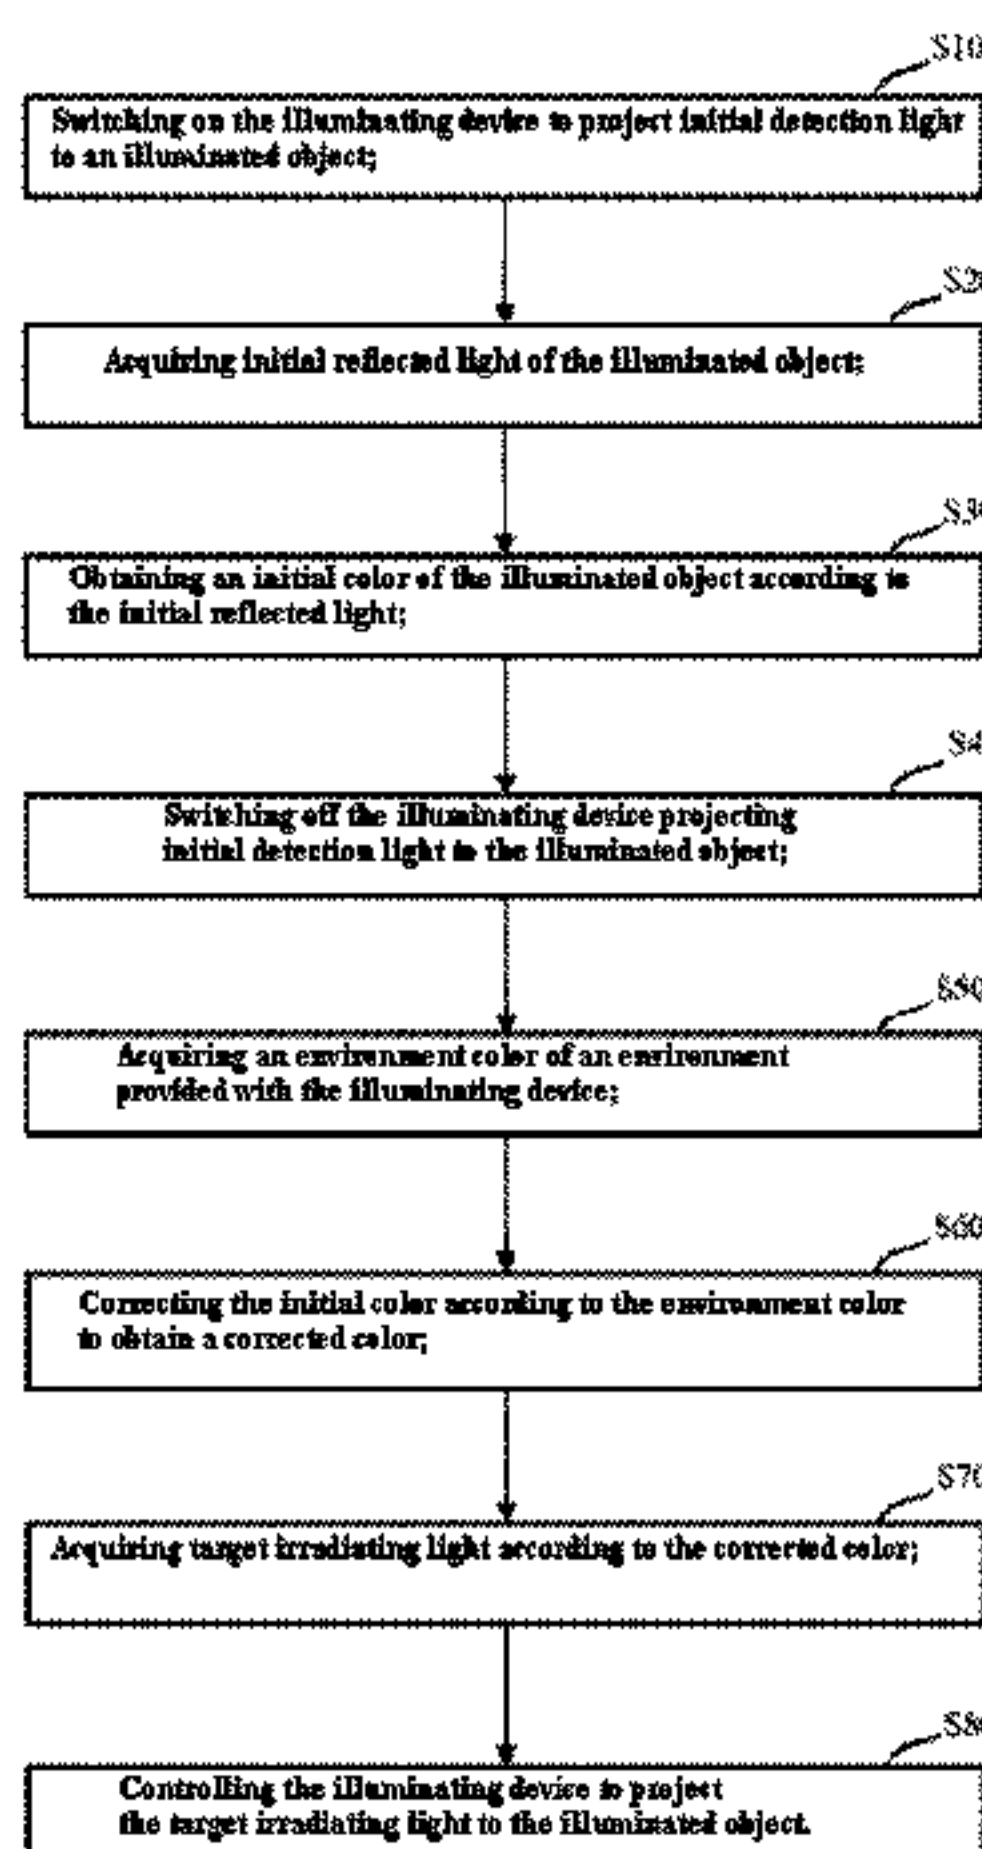 S10
Switching on the illuminating device to project initial detection light
to an illuminated object;
S20
Acquiring initial reflected light of the illuminated object;
S3
Obtaining an initial color of the illuminated object according to
the initial reflected light;
S4
Switching off the illuminating device projecting
initial detection light to the illuminated object;
S50
Acquiring an environment color of an environment
provided with the illuminating device;
S60
Correcting the initial color according to the environment color
to obtain a corrected color;
S70
Acquiring target irradiating light according to the corrected color;
S8
Controlling the illuminating device to project
the target irradiating light to the illuminated object.